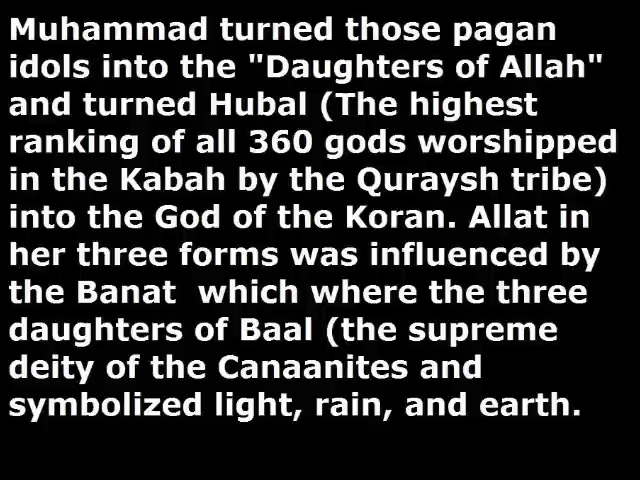 Muhammad turned those pagan
idols into the "Daughters of Allah"
and turned Hubal (The highest
ranking of all 360 gods worshipped
in the Kabah by the Quraysh tribe)
into the God of the Koran. Allat in
her three forms was influenced by
the Banat  which where the three
daughters of Baal (the supreme
deity of the Canaanites and
symbolized light, rain, and earth.